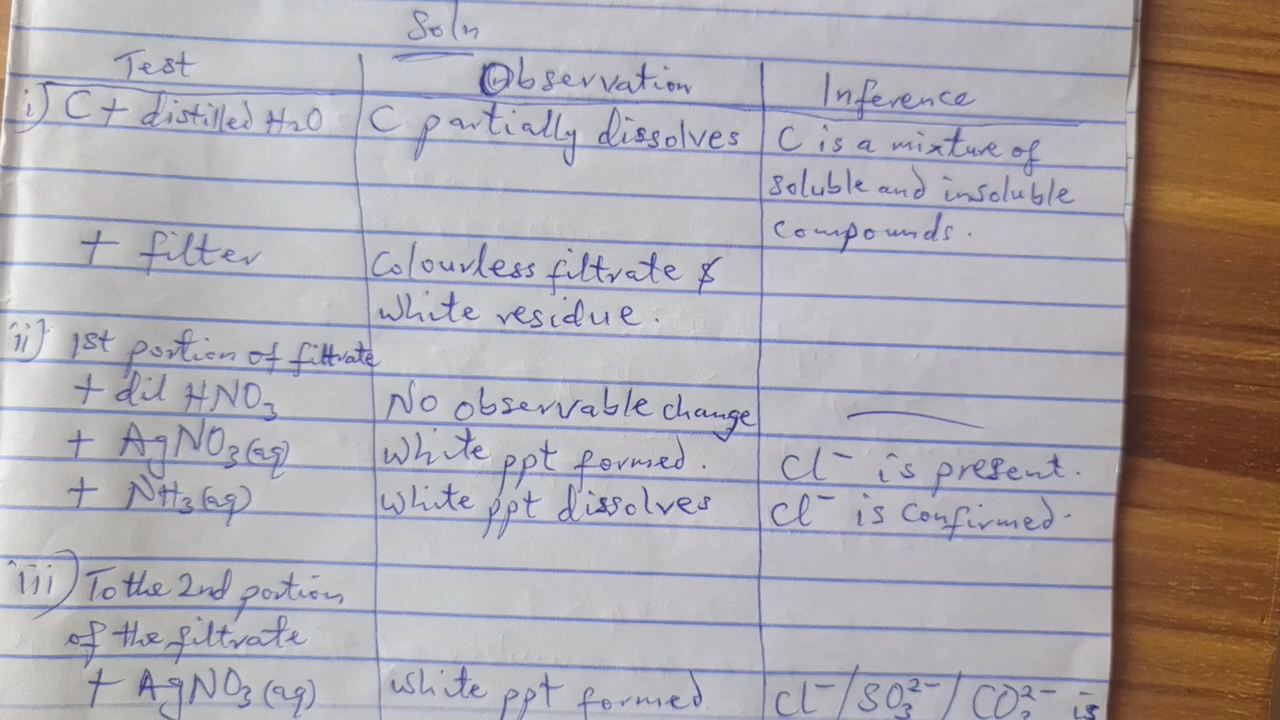 Soln
Test Observation Inference
i) C + distilled H2O C partially dissolves C is a mixture of
soluble and insoluble
compounds.
+ filter Colourless filtrate &
white residue.
ii) 1st portion of filtrate
+ dil HNO3 No observable change —
+ AgNO3(aq) White ppt formed. Cl⁻ is present.
+ NH3(aq) White ppt dissolves Cl⁻ is confirmed.
iii) To the 2nd portion
of the filtrate
+ AgNO3(aq) White ppt formed Cl⁻/SO3²⁻/CO3²⁻ is